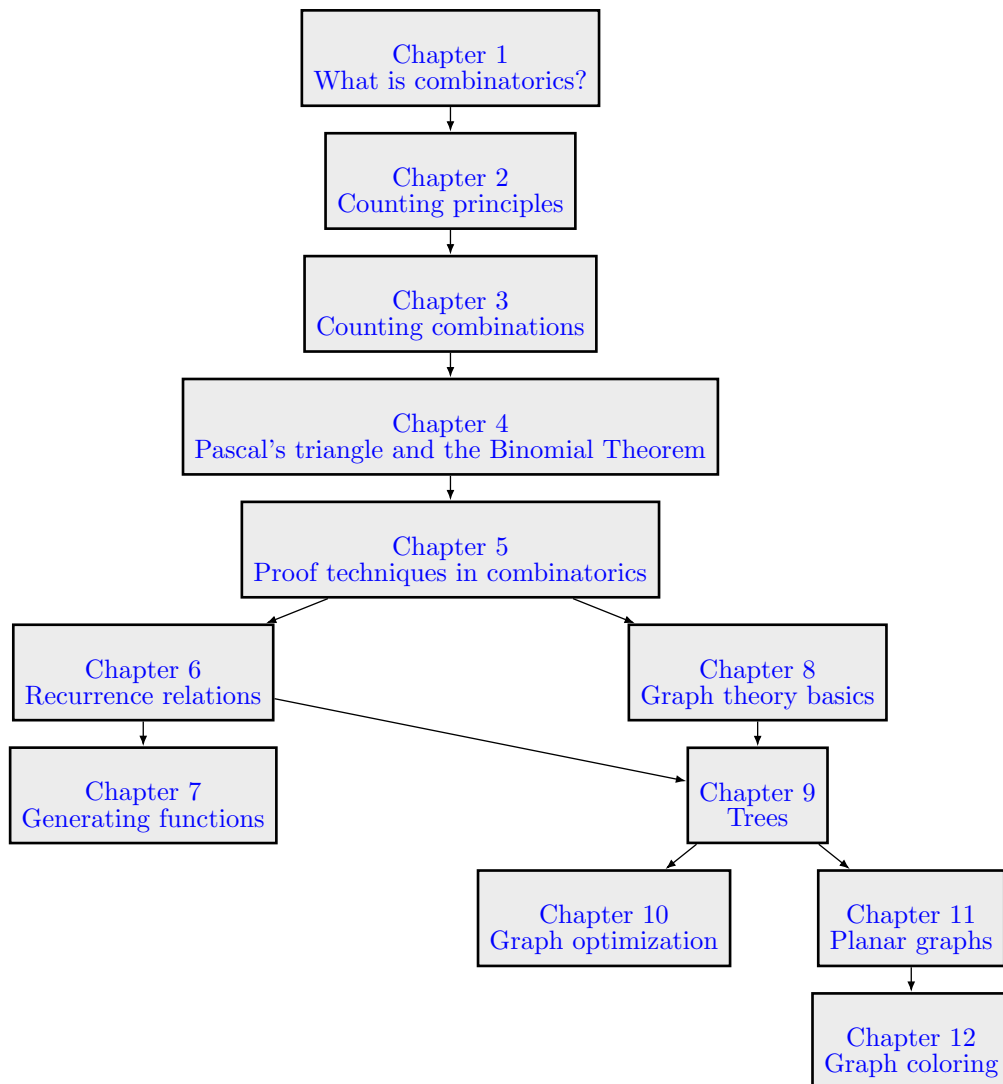 Chapter 1
What is combinatorics?
Chapter 2
Counting principles
Chapter 3
Counting combinations
Chapter 4
Pascal's triangle and the Binomial Theorem
Chapter 5
Proof techniques in combinatorics
Chapter 6
Recurrence relations
Chapter 8
Graph theory basics
Chapter 7
Generating functions
Chapter 9
Trees
Chapter 10
Graph optimization
Chapter 11
Planar graphs
Chapter 12
Graph coloring